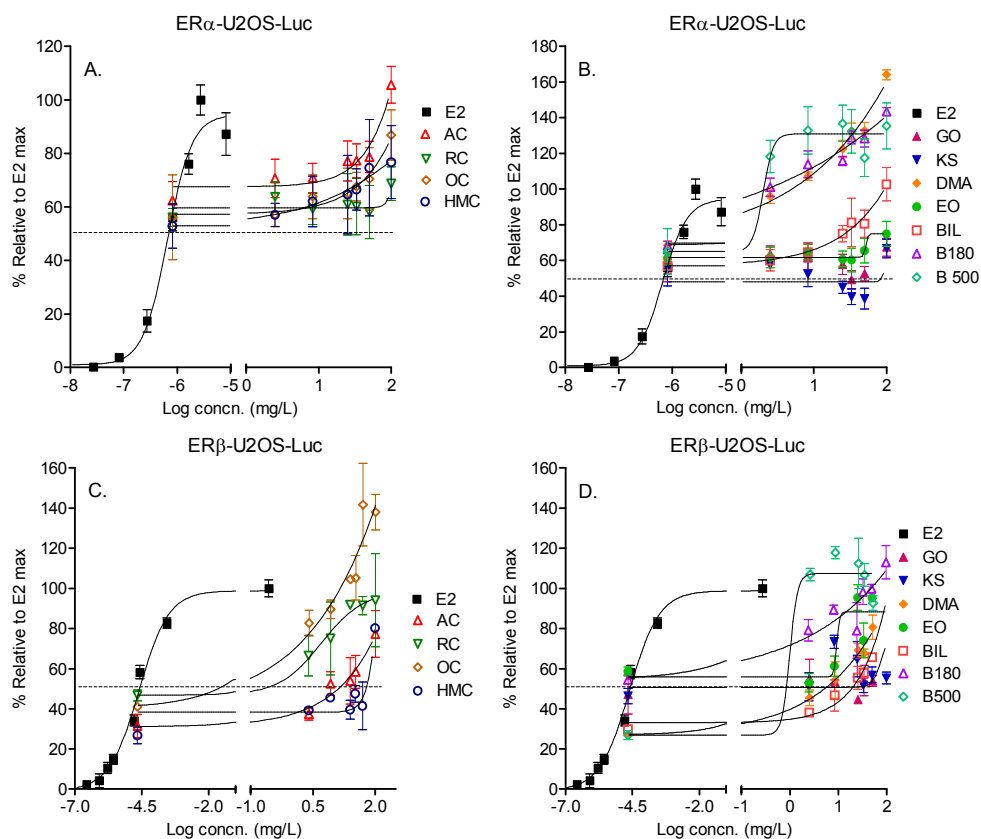 ERα-U2OS-Luc
A.
% Relative to E2 max
120
100
80
60
40
20
0
-8 -7 -6 -5 0 1 2
Log concn. (mg/L)
E2
AC
RC
OC
HMC
ERα-U2OS-Luc
B.
% Relative to E2 max
180
160
140
120
100
80
60
40
20
0
-8 -7 -6 -5 0 1 2
Log concn. (mg/L)
E2
GO
KS
DMA
EO
BIL
B180
B 500
ERβ-U2OS-Luc
C.
% Relative to E2 max
160
140
120
100
80
60
40
20
0
-7.0 -4.5 -2.0 -1.0 0.5 2.0
Log concn. (mg/L)
E2
AC
RC
OC
HMC
ERβ-U2OS-Luc
D.
% Relative to E2 max
160
140
120
100
80
60
40
20
0
-7.0 -4.5 -2.0 -1 0 1 2
Log concn. (mg/L)
E2
GO
KS
DMA
EO
BIL
B180
B500